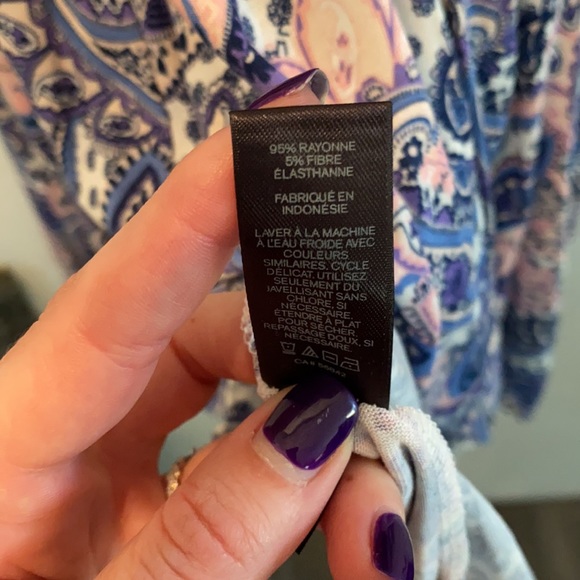 95% RAYONNE
5% FIBRE
ÉLASTHANNE
FABRIQUÉ EN
INDONÉSIE
LAVER À LA MACHINE
À L'EAU FROIDE AVEC
COULEURS
SIMILAIRES. CYCLE
DÉLICAT. UTILISEZ
SEULEMENT DU
JAVELLISANT SANS
CHLORE, SI
NÉCESSAIRE.
ÉTENDRE À PLAT
POUR SÉCHER.
REPASSAGE DOUX, SI
NÉCESSAIRE.